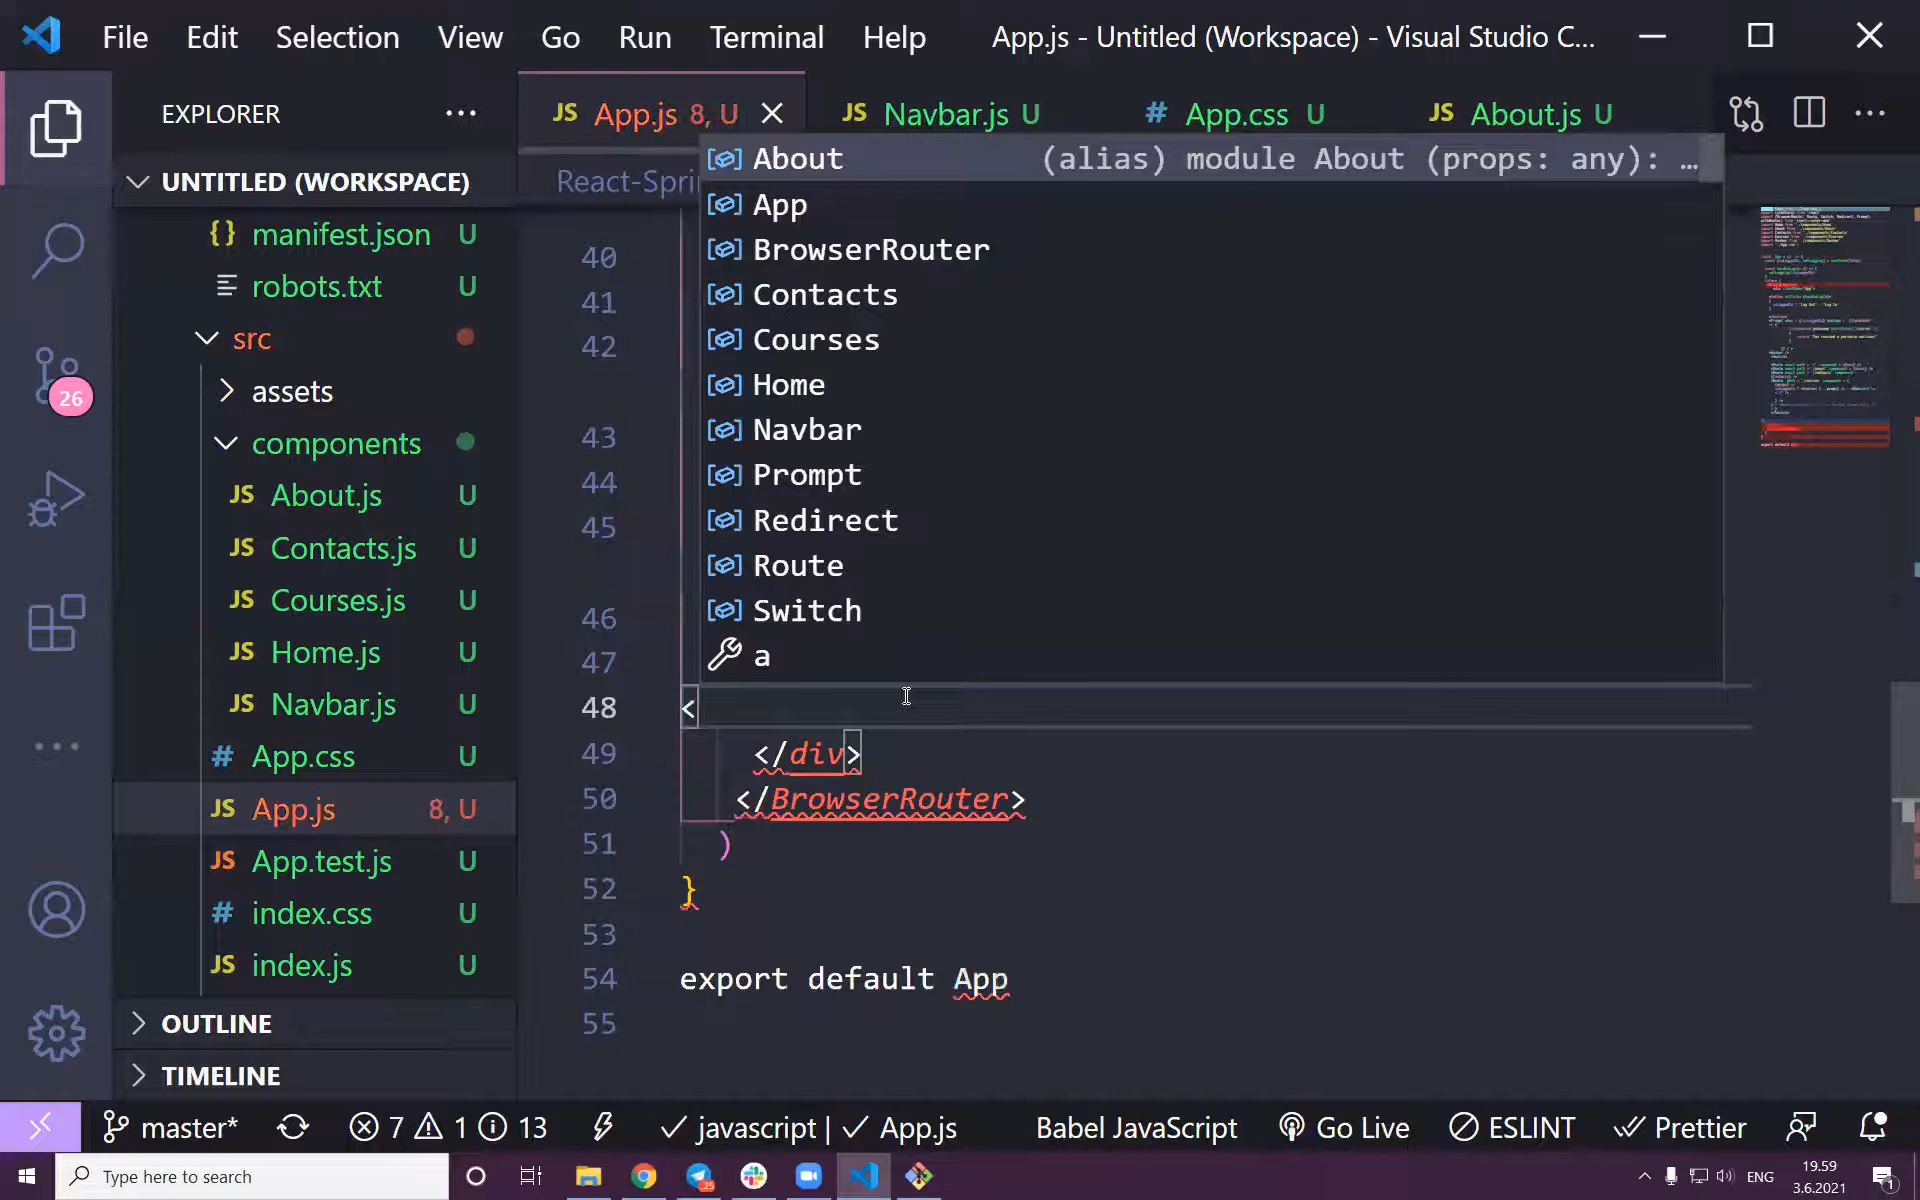 File Edit Selection View Go Run Terminal Help App.js - Untitled (Workspace) - Visual Studio C...
EXPLORER
UNTITLED (WORKSPACE)
{} manifest.json U
robots.txt U
src
assets
components
JS About.js U
JS Contacts.js U
JS Courses.js U
JS Home.js U
JS Navbar.js U
# App.css U
JS App.js 8, U
JS App.test.js U
# index.css U
JS index.js U
OUTLINE
TIMELINE
26
JS App.js 8, U JS Navbar.js U # App.css U JS About.js U
React-Spri
About (alias) module About (props: any): …
App
BrowserRouter
Contacts
Courses
Home
Navbar
Prompt
Redirect
Route
Switch
a
40
41
42
43
44
45
46
47
48 <
49 </div>
50 </BrowserRouter>
51 )
52 }
53
54 export default App
55
master* 7 1 13 javascript | App.js Babel JavaScript Go Live ESLINT Prettier
Type here to search 25 ENG 19.59 1
3.6.2021